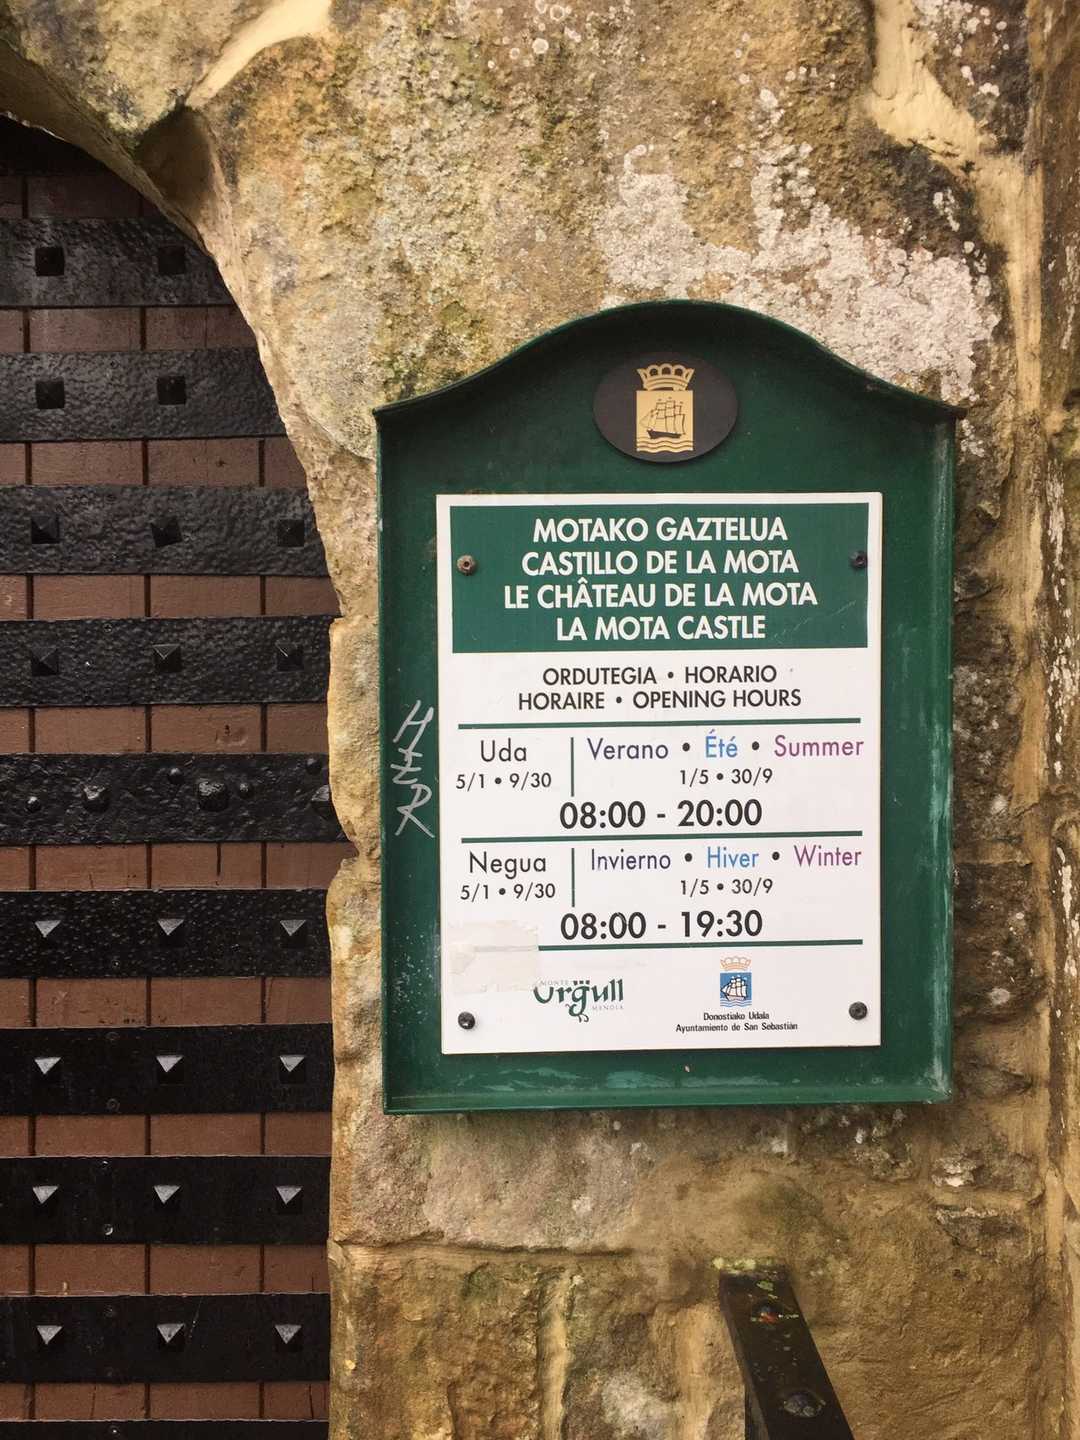 MOTAKO GAZTELUA
CASTILLO DE LA MOTA
LE CHÂTEAU DE LA MOTA
LA MOTA CASTLE
ORDUTEGIA • HORARIO
HORAIRE • OPENING HOURS
Uda
5/1 • 9/30
Verano • Été • Summer
1/5 • 30/9
08:00 - 20:00
Negua
5/1 • 9/30
Invierno • Hiver • Winter
1/5 • 30/9
08:00 - 19:30
MONTE
Urgull
MENDIA
Donostiako Udala
Ayuntamiento de San Sebastián